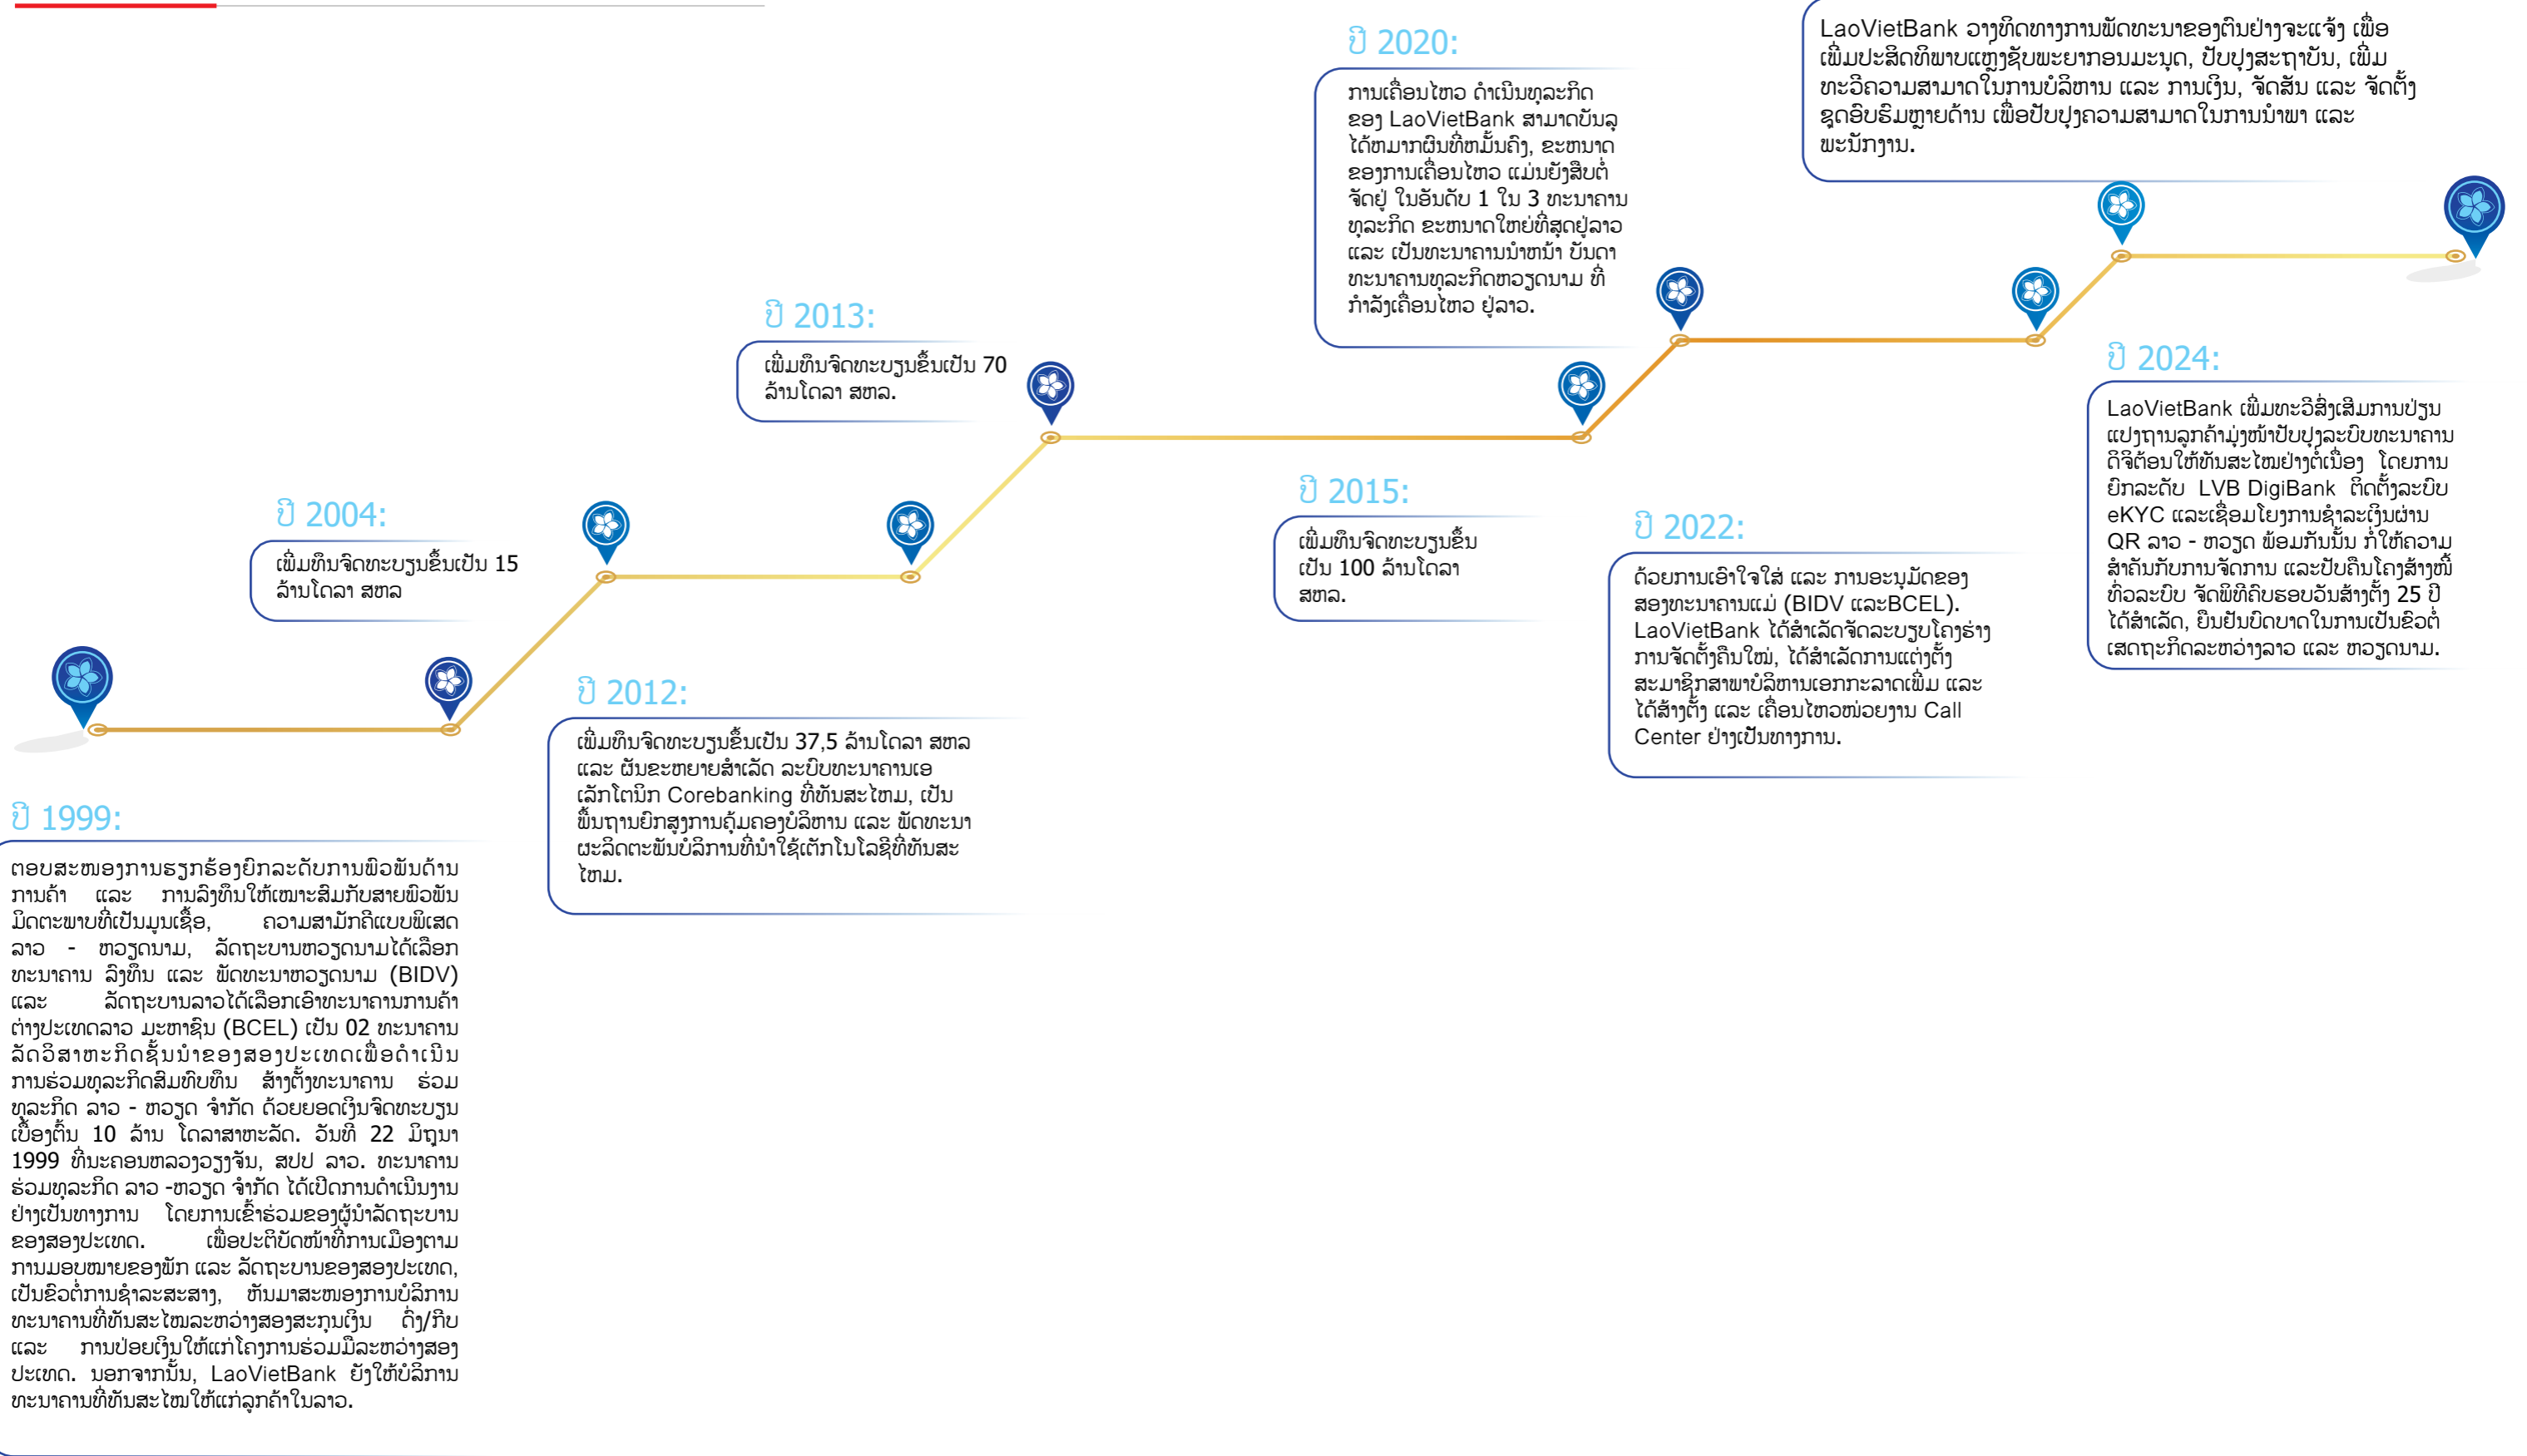 ປີ 1999:
ຕອບສະໜອງການຮຽກຮ້ອງຍົກລະດັບການພົວພັນດ້ານ
ການຄ້າ ແລະ ການລົງທຶນໃຫ້ເໝາະສົມກັບສາຍພົວພັນ
ມິດຕະພາບທີ່ເປັນມູນເຊື້ອ, ຄວາມສາມັກຄີແບບພິເສດ
ລາວ - ຫວຽດນາມ, ລັດຖະບານຫວຽດນາມໄດ້ເລືອກ
ທະນາຄານ ລົງທຶນ ແລະ ພັດທະນາຫວຽດນາມ (BIDV)
ແລະ ລັດຖະບານລາວໄດ້ເລືອກເອົາທະນາຄານການຄ້າ
ຕ່າງປະເທດລາວ ມະຫາຊົນ (BCEL) ເປັນ 02 ທະນາຄານ
ລັດວິສາຫະກິດຊັ້ນນຳຂອງສອງປະເທດເພື່ອດຳເນີນ
ການຮ່ວມທຸລະກິດສົມທົບທຶນ ສ້າງຕັ້ງທະນາຄານ ຮ່ວມ
ທຸລະກິດ ລາວ - ຫວຽດ ຈຳກັດ ດ້ວຍຍອດເງິນຈົດທະບຽນ
ເບື້ອງຕົ້ນ 10 ລ້ານ ໂດລາສາຫະລັດ. ວັນທີ 22 ມິຖຸນາ
1999 ທີ່ນະຄອນຫລວງວຽງຈັນ, ສປປ ລາວ. ທະນາຄານ
ຮ່ວມທຸລະກິດ ລາວ -ຫວຽດ ຈຳກັດ ໄດ້ເປີດການດຳເນີນງານ
ຢ່າງເປັນທາງການ ໂດຍການເຂົ້າຮ່ວມຂອງຜູ້ນຳລັດຖະບານ
ຂອງສອງປະເທດ. ເພື່ອປະຕິບັດໜ້າທີ່ການເມືອງຕາມ
ການມອບໝາຍຂອງພັກ ແລະ ລັດຖະບານຂອງສອງປະເທດ,
ເປັນຂົວຕໍ່ການຊຳລະສະສາງ, ຫັນມາສະໜອງການບໍລິການ
ທະນາຄານທີ່ທັນສະໄໝລະຫວ່າງສອງສະກຸນເງິນ ດົ່ງ/ກີບ
ແລະ ການປ່ອຍເງິນໃຫ້ແກ່ໂຄງການຮ່ວມມືລະຫວ່າງສອງ
ປະເທດ. ນອກຈາກນັ້ນ, LaoVietBank ຍັງໃຫ້ບໍລິການ
ທະນາຄານທີ່ທັນສະໄໝໃຫ້ແກ່ລູກຄ້າໃນລາວ.
ປີ 2004:
ເພີ່ມທຶນຈົດທະບຽນຂຶ້ນເປັນ 15
ລ້ານໂດລາ ສຫລ
ປີ 2012:
ເພີ່ມທຶນຈົດທະບຽນຂຶ້ນເປັນ 37,5 ລ້ານໂດລາ ສຫລ
ແລະ ຜັນຂະຫຍາຍສຳເລັດ ລະບົບທະນາຄານເອ
ເລັກໂຕນິກ Corebanking ທີ່ທັນສະໄຫມ, ເປັນ
ພື້ນຖານຍົກສູງການຄຸ້ມຄອງບໍລິຫານ ແລະ ພັດທະນາ
ຜະລິດຕະພັນບໍລິການທີ່ນຳໃຊ້ເຕັກໂນໂລຊີທີ່ທັນສະ
ໄຫມ.
ປີ 2013:
ເພີ່ມທຶນຈົດທະບຽນຂຶ້ນເປັນ 70
ລ້ານໂດລາ ສຫລ.
ປີ 2015:
ເພີ່ມທຶນຈົດທະບຽນຂຶ້ນ
ເປັນ 100 ລ້ານໂດລາ
ສຫລ.
ປີ 2020:
ການເຄື່ອນໄຫວ ດຳເນີນທຸລະກິດ
ຂອງ LaoVietBank ສາມາດບັນລຸ
ໄດ້ຫມາກຜົນທີ່ຫມັ້ນຄົງ, ຂະຫນາດ
ຂອງການເຄື່ອນໄຫວ ແມ່ນຍັງສືບຕໍ່
ຈັດຢູ່ ໃນອັນດັບ 1 ໃນ 3 ທະນາຄານ
ທຸລະກິດ ຂະຫນາດໃຫຍ່ທີ່ສຸດຢູ່ລາວ
ແລະ ເປັນທະນາຄານນຳຫນ້າ ບັນດາ
ທະນາຄານທຸລະກິດຫວຽດນາມ ທີ່
ກຳລັງເຄື່ອນໄຫວ ຢູ່ລາວ.
ປີ 2022:
ດ້ວຍການເອົາໃຈໃສ່ ແລະ ການອະນຸມັດຂອງ
ສອງທະນາຄານແມ່ (BIDV ແລະBCEL).
LaoVietBank ໄດ້ສຳເລັດຈັດລະບຽບໂຄງຮ່າງ
ການຈັດຕັ້ງຄືນໃໝ່, ໄດ້ສຳເລັດການແຕ່ງຕັ້ງ
ສະມາຊິກສາພາບໍລິຫານເອກກະລາດເພີ່ມ ແລະ
ໄດ້ສ້າງຕັ້ງ ແລະ ເຄື່ອນໄຫວໜ່ວຍງານ Call
Center ຢ່າງເປັນທາງການ.
LaoVietBank ວາງທິດທາງການພັດທະນາຂອງຕົນຢ່າງຈະແຈ້ງ ເພື່ອ
ເພີ່ມປະສິດທິພາບແຫຼ່ງຊັບພະຍາກອນມະນຸດ, ປັບປຸງສະຖາບັນ, ເພີ່ມ
ທະວີຄວາມສາມາດໃນການບໍລິຫານ ແລະ ການເງິນ, ຈັດສັນ ແລະ ຈັດຕັ້ງ
ຊຸດອົບຮົມຫຼາຍດ້ານ ເພື່ອປັບປຸງຄວາມສາມາດໃນການນຳພາ ແລະ
ພະນັກງານ.
ປີ 2024:
LaoVietBank ເພີ່ມທະວີສົ່ງເສີມການປ່ຽນ
ແປງຖານລູກຄ້າມຸ່ງໜ້າປັບປຸງລະບົບທະນາຄານ
ດິຈິຕ້ອນໃຫ້ທັນສະໄໝຢ່າງຕໍ່ເນື່ອງ ໂດຍການ
ຍົກລະດັບ LVB DigiBank ຕິດຕັ້ງລະບົບ
eKYC ແລະເຊື່ອມໂຍງການຊຳລະເງິນຜ່ານ
QR ລາວ - ຫວຽດ ພ້ອມກັນນັ້ນ ກໍ່ໃຫ້ຄວາມ
ສຳຄັນກັບການຈັດການ ແລະປັບຄືນໂຄງສ້າງໜີ້
ທົ່ວລະບົບ ຈັດພິທີຄົບຮອບວັນສ້າງຕັ້ງ 25 ປີ
ໄດ້ສຳເລັດ, ຍືນຢັນບົດບາດໃນການເປັນຂົວຕໍ່
ເສດຖະກິດລະຫວ່າງລາວ ແລະ ຫວຽດນາມ.